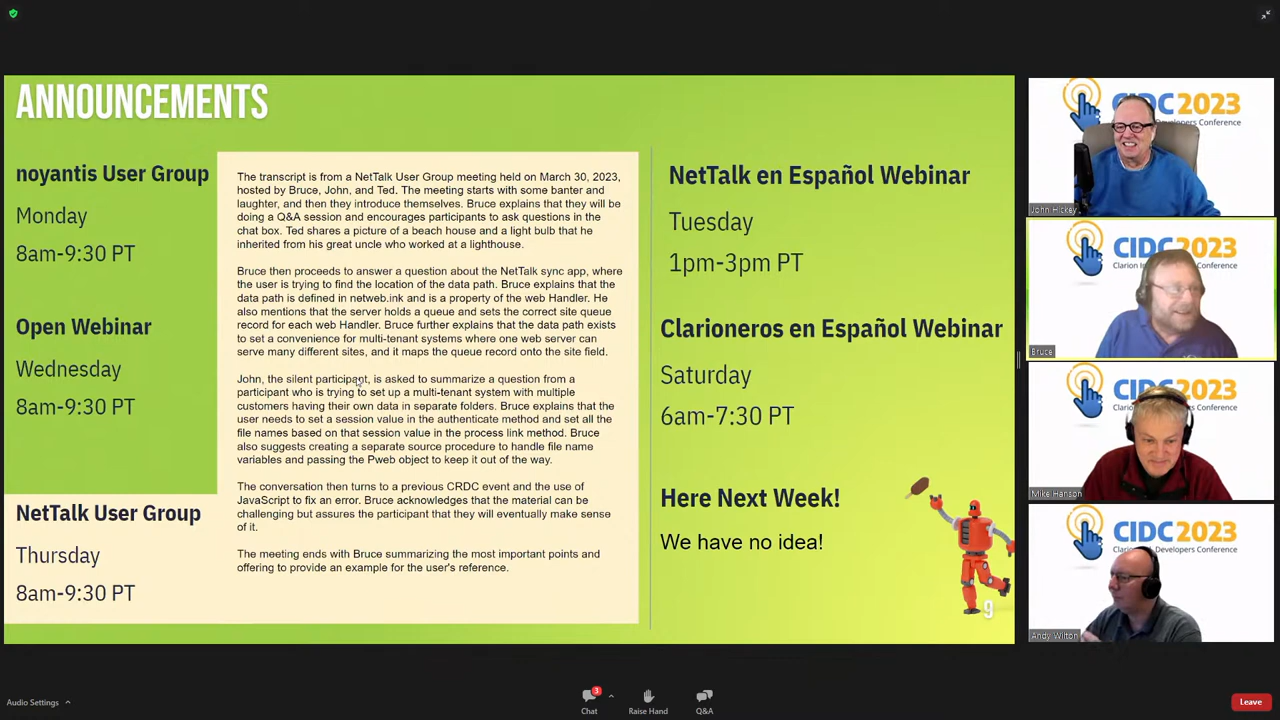 ANNOUNCEMENTS
noyantis User Group
Monday
8am-9:30 PT
Open Webinar
Wednesday
8am-9:30 PT
NetTalk User Group
Thursday
8am-9:30 PT
The transcript is from a NetTalk User Group meeting held on March 30, 2023,
hosted by Bruce, John, and Ted. The meeting starts with some banter and
laughter, and then they introduce themselves. Bruce explains that they will be
doing a Q&A session and encourages participants to ask questions in the
chat box. Ted shares a picture of a beach house and a light bulb that he
inherited from his great uncle who worked at a lighthouse.
Bruce then proceeds to answer a question about the NetTalk sync app, where
the user is trying to find the location of the data path. Bruce explains that the
data path is defined in netweb.ink and is a property of the web Handler. He
also mentions that the server holds a queue and sets the correct site queue
record for each web Handler. Bruce further explains that the data path exists
to set a convenience for multi-tenant systems where one web server can
serve many different sites, and it maps the queue record onto the site field.
John, the silent participant, is asked to summarize a question from a
participant who is trying to set up a multi-tenant system with multiple
customers having their own data in separate folders. Bruce explains that the
user needs to set a session value in the authenticate method and set all the
file names based on that session value in the process link method. Bruce
also suggests creating a separate source procedure to handle file name
variables and passing the Pweb object to keep it out of the way.
The conversation then turns to a previous CRDC event and the use of
JavaScript to fix an error. Bruce acknowledges that the material can be
challenging but assures the participant that they will eventually make sense
of it.
The meeting ends with Bruce summarizing the most important points and
offering to provide an example for the user's reference.
NetTalk en Español Webinar
Tuesday
1pm-3pm PT
Clarioneros en Español Webinar
Saturday
6am-7:30 PT
Here Next Week!
We have no idea!
9
CIDC 2023
Developers Conference
John Hickey
CIDC 2023
Clarion In
Developers Conference
Bruce
CIDC 2023
Developers Conference
Mike Hanson
CIDC 2023
Clarion
Developers Conference
Andy Wilton
Audio Settings
3
Chat
Raise Hand
Q&A
Leave